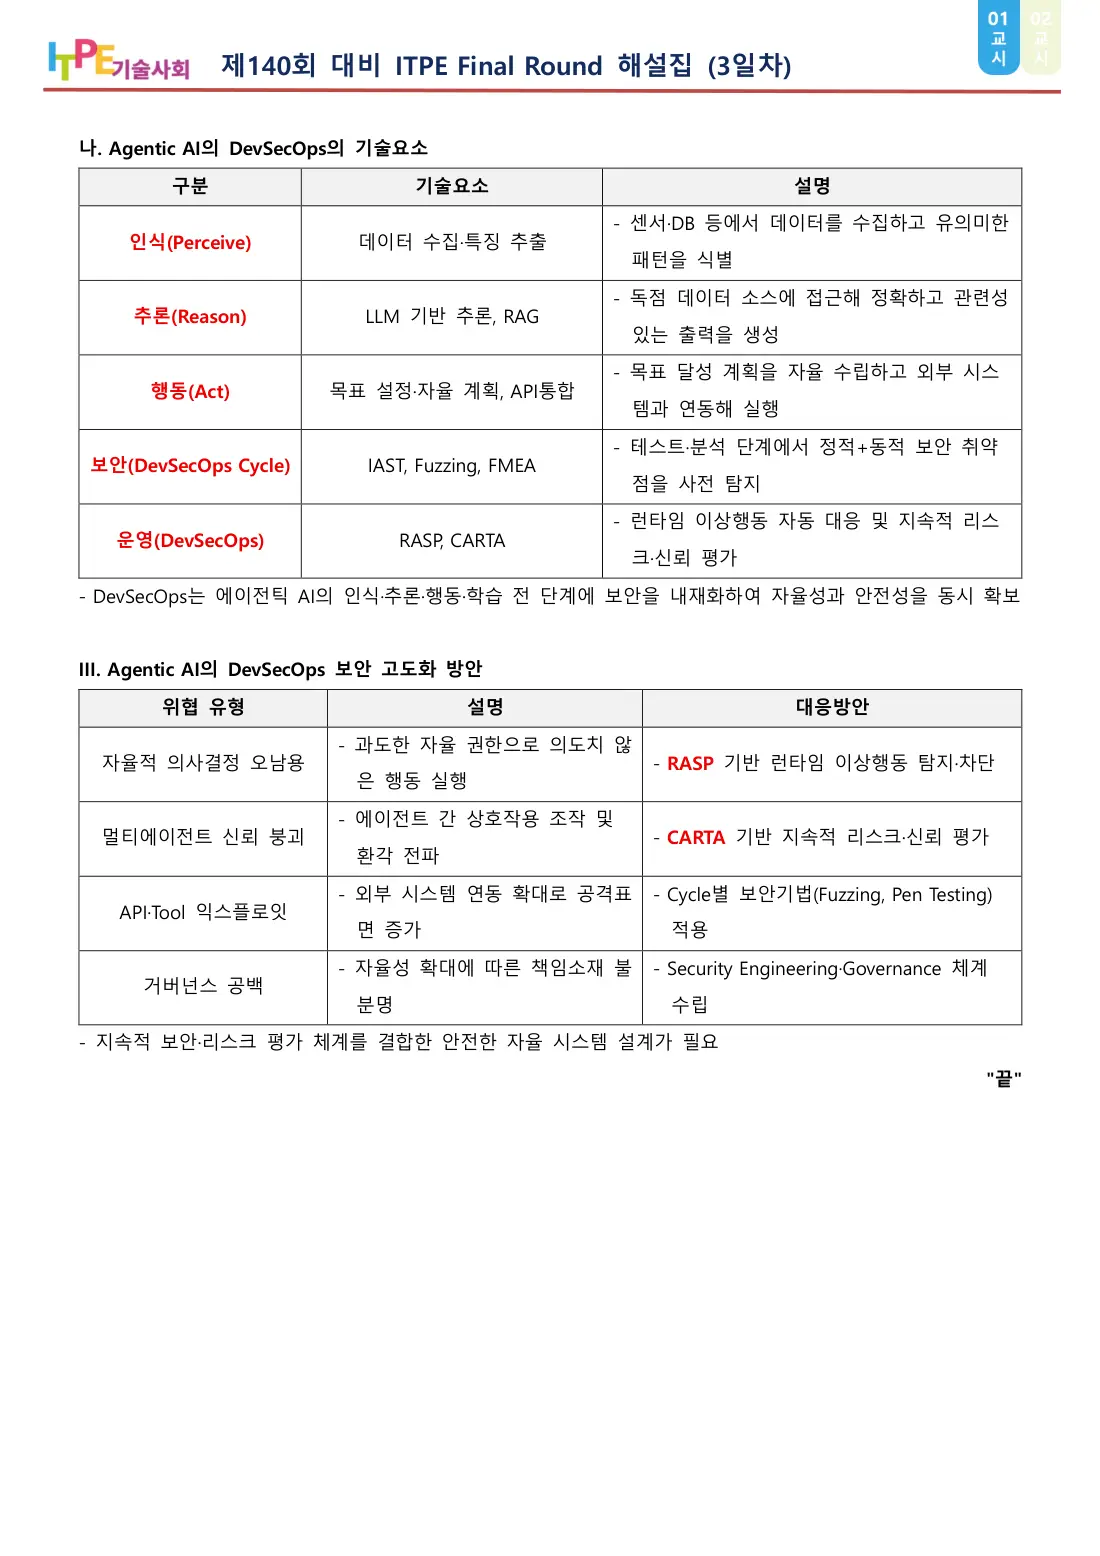 ITPE기술사회 제140회 대비 ITPE Final Round 해설집 (3일차)
01 교시
02 교시
나. Agentic AI의 DevSecOps의 기술요소
구분 기술요소 설명
인식(Perceive) 데이터 수집·특징 추출 - 센서·DB 등에서 데이터를 수집하고 유의미한
패턴을 식별
추론(Reason) LLM 기반 추론, RAG - 독점 데이터 소스에 접근해 정확하고 관련성
있는 출력을 생성
행동(Act) 목표 설정·자율 계획, API통합 - 목표 달성 계획을 자율 수립하고 외부 시스
템과 연동해 실행
보안(DevSecOps Cycle) IAST, Fuzzing, FMEA - 테스트·분석 단계에서 정적+동적 보안 취약
점을 사전 탐지
운영(DevSecOps) RASP, CARTA - 런타임 이상행동 자동 대응 및 지속적 리스
크·신뢰 평가
- DevSecOps는 에이전틱 AI의 인식·추론·행동·학습 전 단계에 보안을 내재화하여 자율성과 안전성을 동시 확보
III. Agentic AI의 DevSecOps 보안 고도화 방안
위협 유형 설명 대응방안
자율적 의사결정 오남용 - 과도한 자율 권한으로 의도치 않
은 행동 실행 - RASP 기반 런타임 이상행동 탐지·차단
멀티에이전트 신뢰 붕괴 - 에이전트 간 상호작용 조작 및
환각 전파 - CARTA 기반 지속적 리스크·신뢰 평가
API·Tool 익스플로잇 - 외부 시스템 연동 확대로 공격표
면 증가 - Cycle별 보안기법(Fuzzing, Pen Testing)
적용
거버넌스 공백 - 자율성 확대에 따른 책임소재 불
분명 - Security Engineering·Governance 체계
수립
- 지속적 보안·리스크 평가 체계를 결합한 안전한 자율 시스템 설계가 필요
"끝"